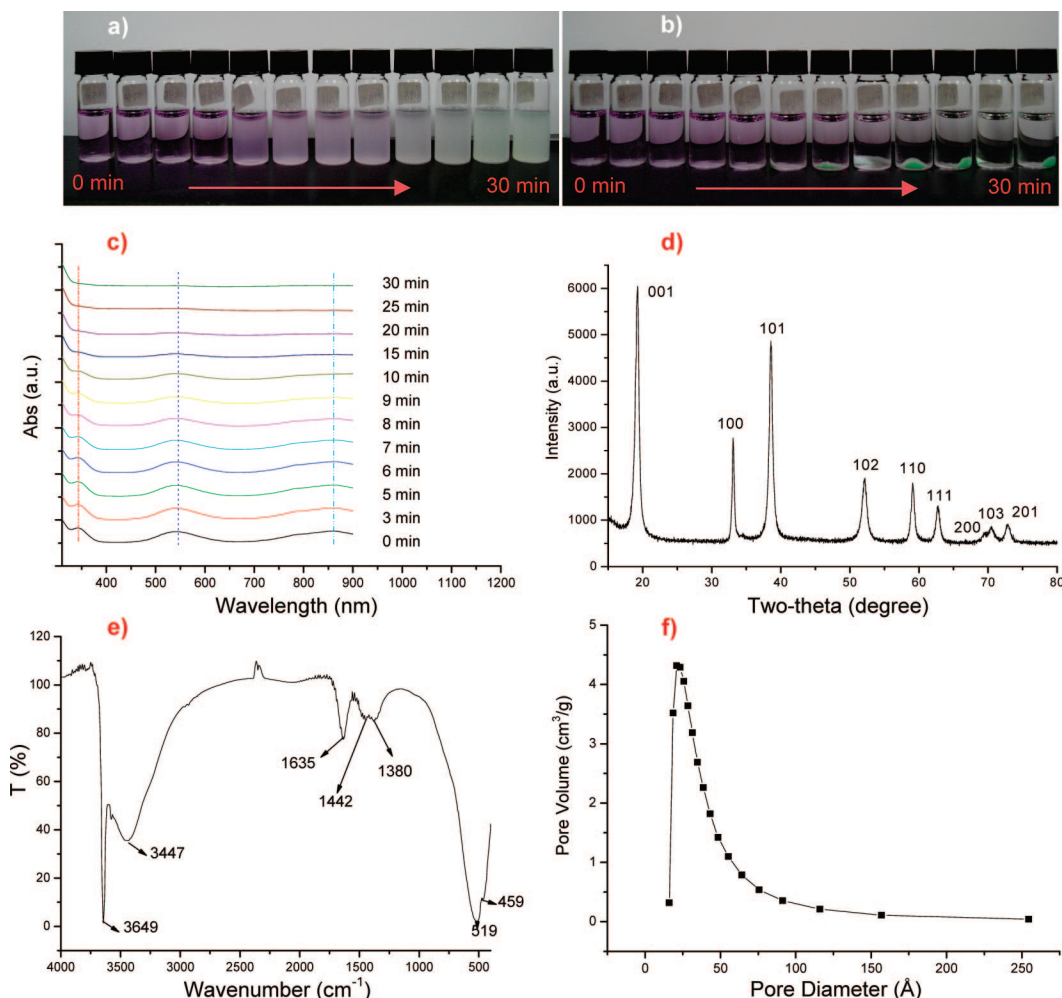 a)
0 min
30 min
b)
0 min
30 min
c)
Abs (a.u.)
30 min
25 min
20 min
15 min
10 min
9 min
8 min
7 min
6 min
5 min
3 min
0 min
400 500 600 700 800 900 1000 1100 1200
Wavelength (nm)
d)
Intensity (a.u.)
6000
5000
4000
3000
2000
1000
0
001
100
101
102
110
111
200
103
201
20 30 40 50 60 70 80
Two-theta (degree)
e)
T (%)
120
100
80
60
40
20
0
3649
3447
1635
1442
1380
519
459
4000 3500 3000 2500 2000 1500 1000 500
Wavenumber (cm⁻¹)
f)
Pore Volume (cm³/g)
5
4
3
2
1
0
0 50 100 150 200 250
Pore Diameter (Å)